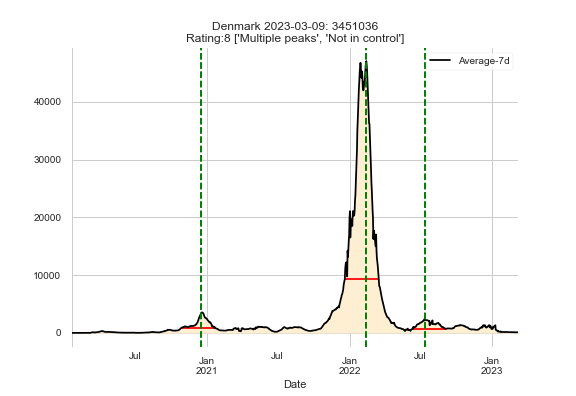 Denmark 2023-03-09: 3451036
Rating:8 ['Multiple peaks', 'Not in control']
Average-7d
40000
30000
20000
10000
0
Jul
Jan
2021
Jul
Jan
2022
Jul
Jan
2023
Date